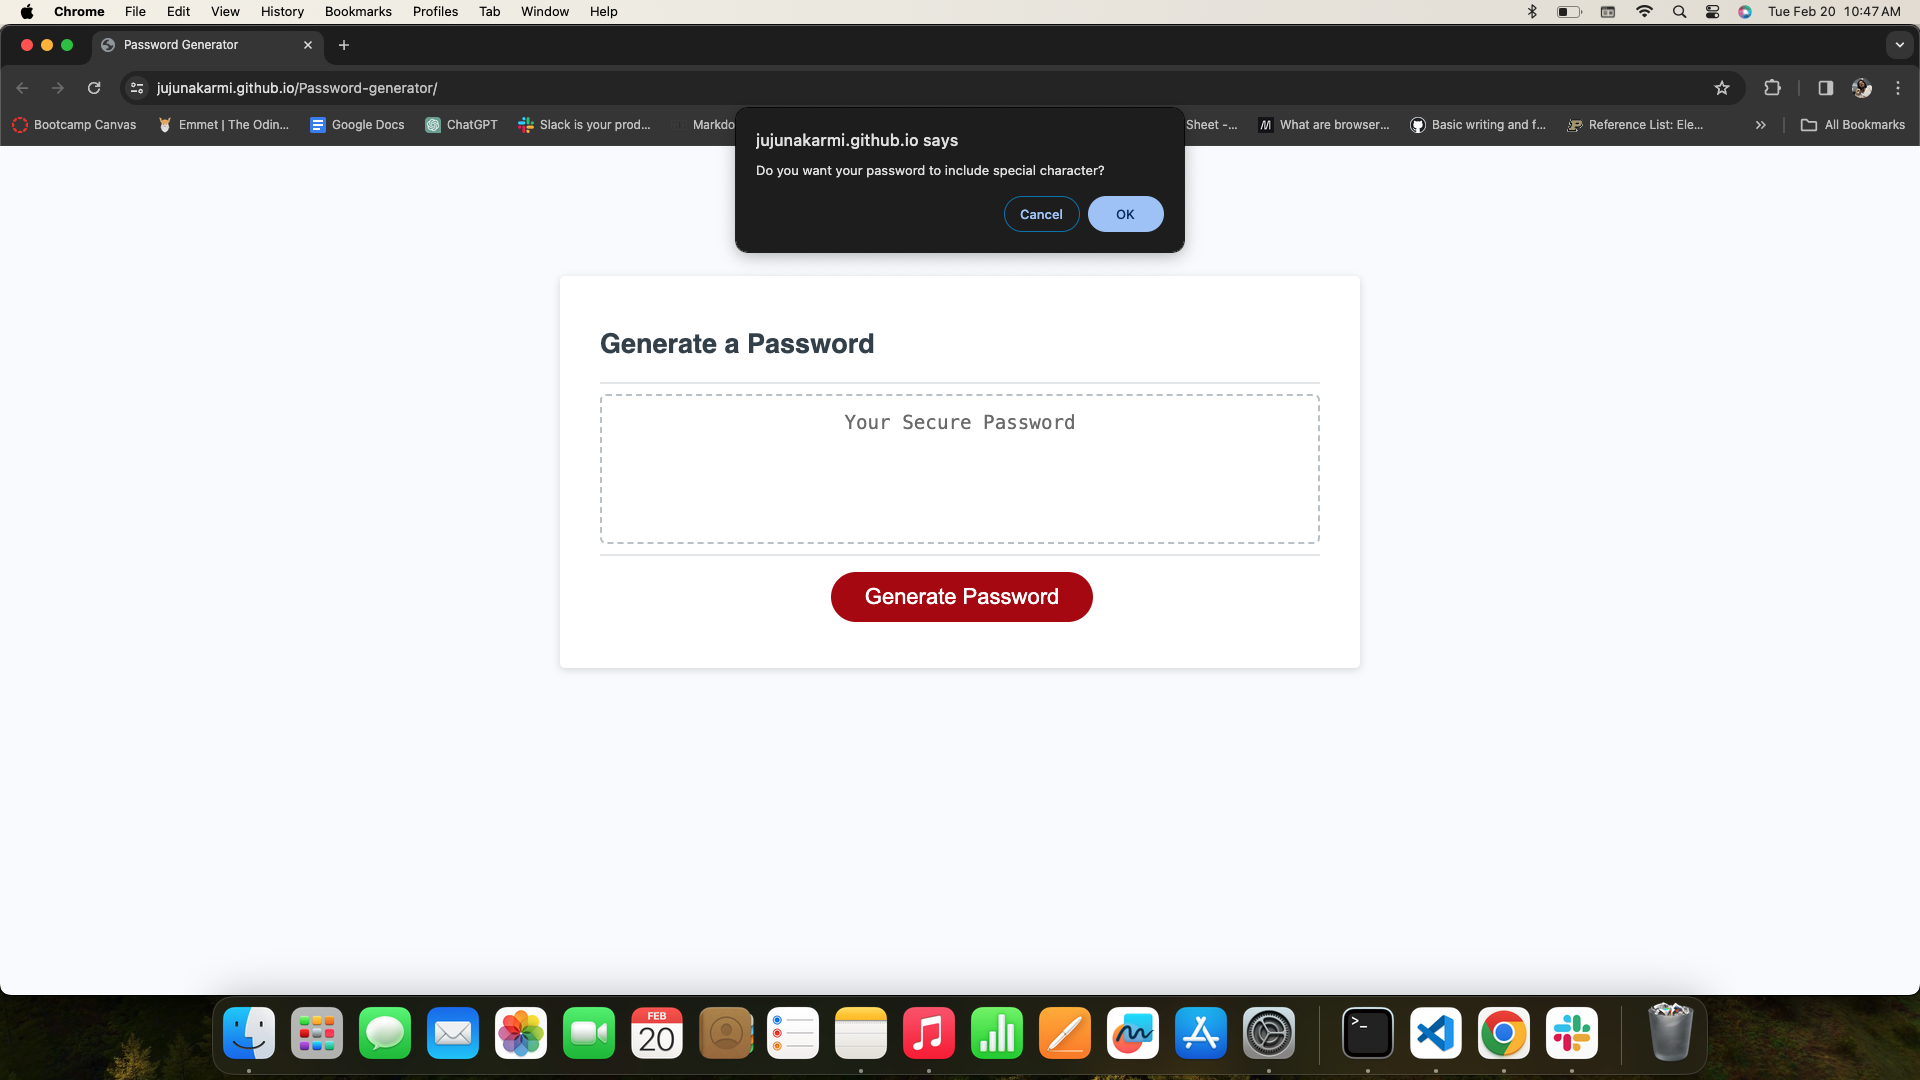 Chrome File Edit View History Bookmarks Profiles Tab Window Help Tue Feb 20 10:47 AM
Password Generator
jujunakarmi.github.io/Password-generator/
Bootcamp Canvas Emmet | The Odin... Google Docs ChatGPT Slack is your prod... Markdo Sheet -... What are browser... Basic writing and f... Reference List: Ele... All Bookmarks
jujunakarmi.github.io says
Do you want your password to include special character?
Cancel OK
Generate a Password
Your Secure Password
Generate Password
FEB
20